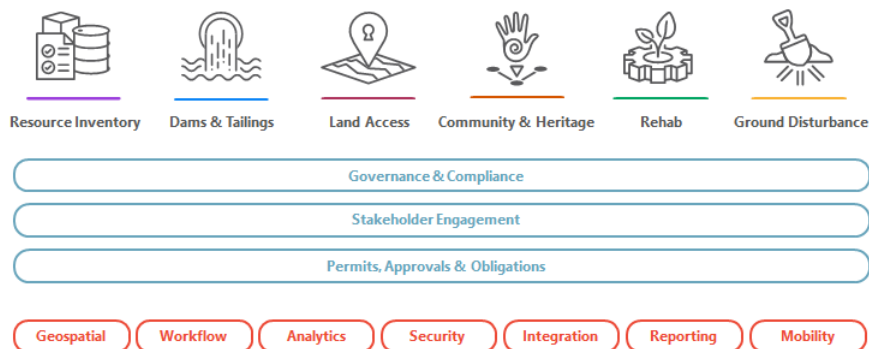 Resource Inventory
Dams & Tailings
Land Access
Community & Heritage
Rehab
Ground Disturbance
Governance & Compliance
Stakeholder Engagement
Permits, Approvals & Obligations
Geospatial
Workflow
Analytics
Security
Integration
Reporting
Mobility